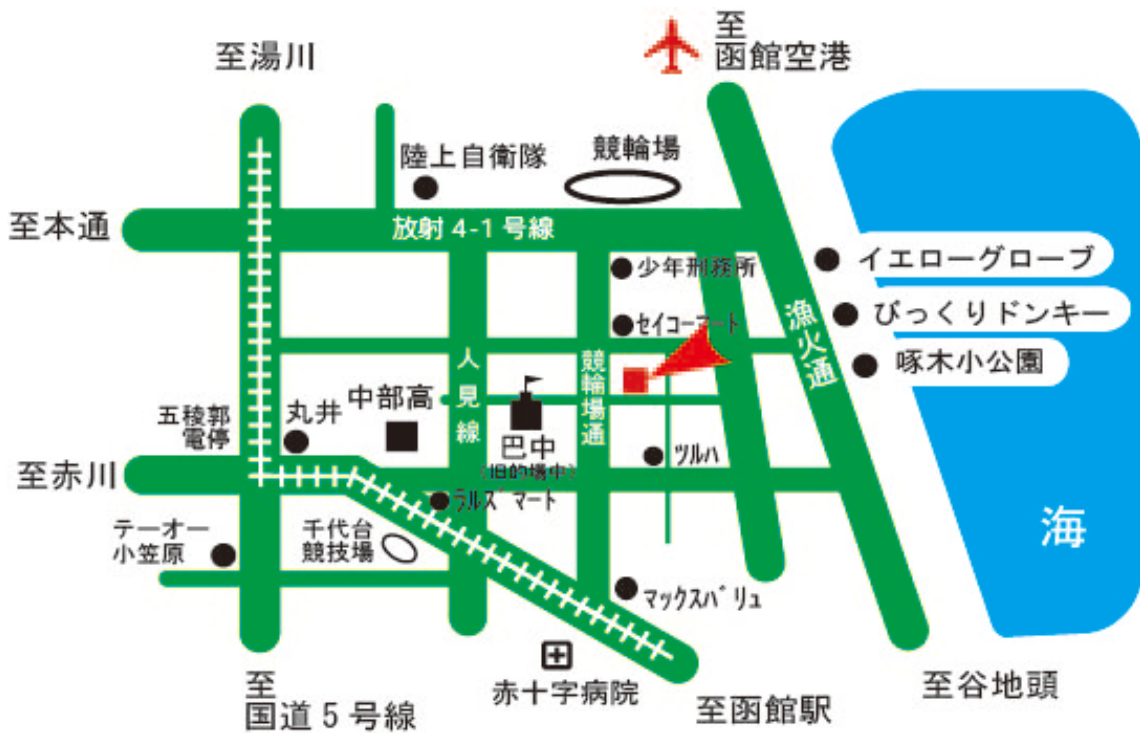 至
函館空港
至湯川
陸上自衛隊
競輪場
至本通
放射4-1号線
少年刑務所
イエローグローブ
セイコーマート
びっくりドンキー
漁火通
啄木小公園
人見線
競輪場通
中部高
五稜郭
電停
丸井
巴中
(旧的場中)
ツルハ
至赤川
ラルズマート
テーオー
小笠原
千代台
競技場
海
マックスバリュ
赤十字病院
至谷地頭
至
国道5号線
至函館駅